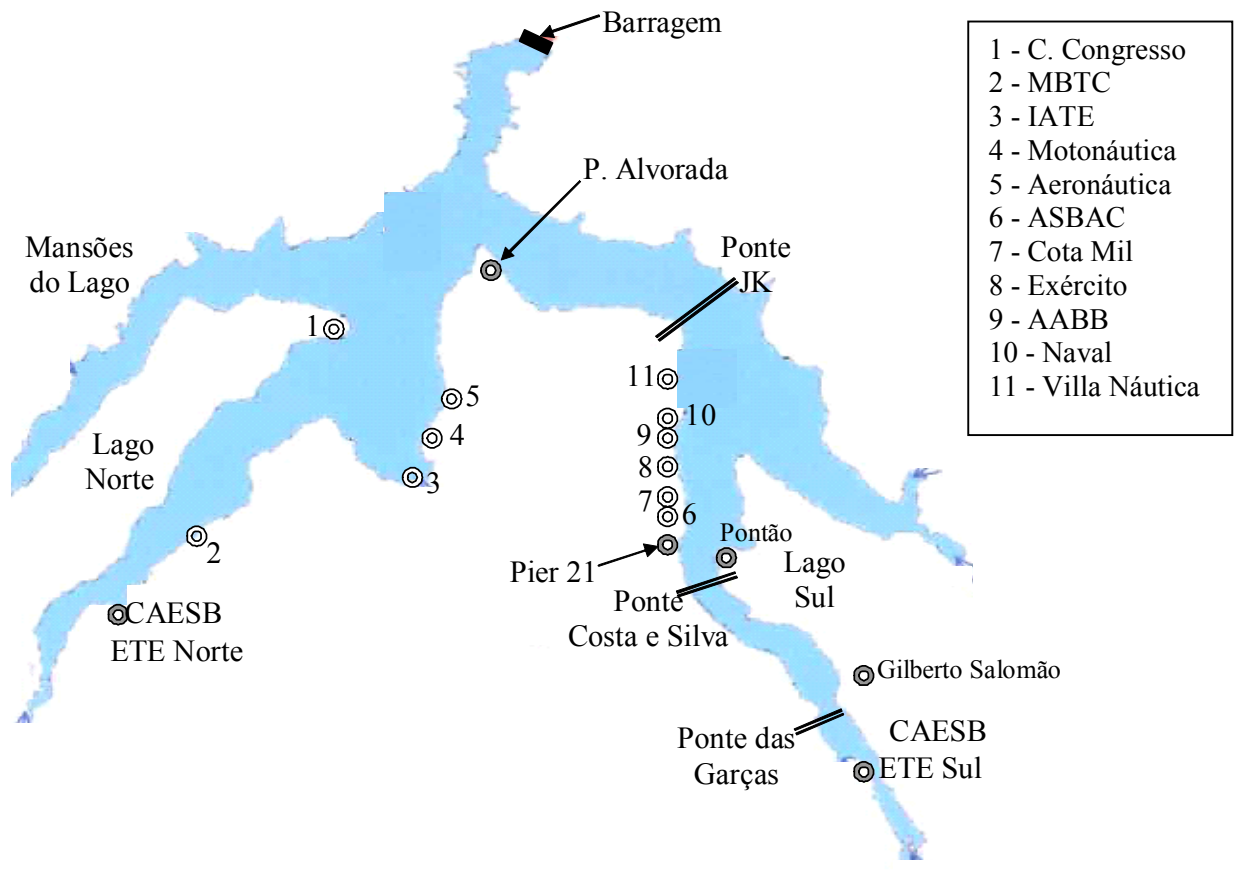 Barragem
1 - C. Congresso
2 - MBTC
3 - IATE
4 - Motonáutica
5 - Aeronáutica
6 - ASBAC
7 - Cota Mil
8 - Exército
9 - AABB
10 - Naval
11 - Villa Náutica
P. Alvorada
Mansões
do Lago
Ponte
JK
1
11
5
10
4
9
Lago
Norte
8
3
7
6
2
Pontão
Pier 21
Lago
Sul
CAESB
ETE Norte
Ponte
Costa e Silva
Gilberto Salomão
Ponte das
Garças
CAESB
ETE Sul